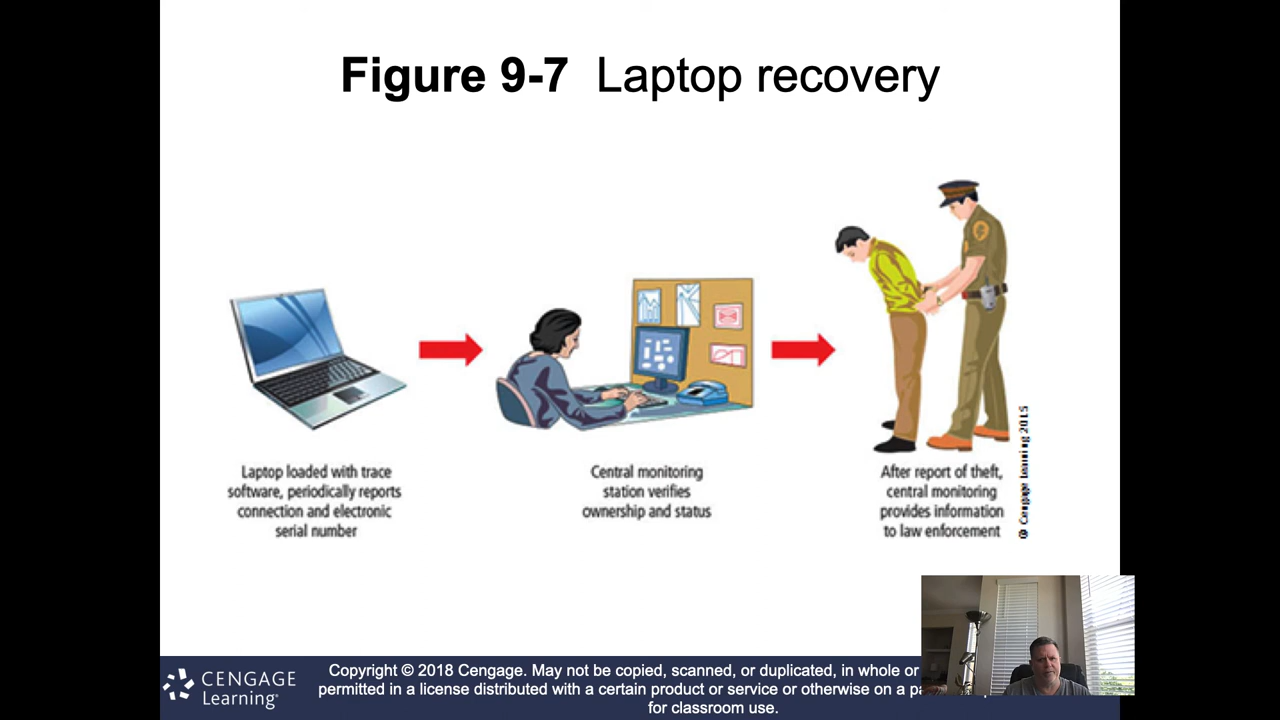 Figure 9-7 Laptop recovery
Laptop loaded with trace
software, periodically reports
connection and electronic
serial number
Central monitoring
station verifies
ownership and status
After report of theft,
central monitoring
provides information
to law enforcement
© Cengage Learning 2015
CENGAGE
Learning
Copyright © 2018 Cengage. May not be copied, scanned, or duplicated, in whole or
permitted in a license distributed with a certain product or service or otherwise on a
for classroom use.